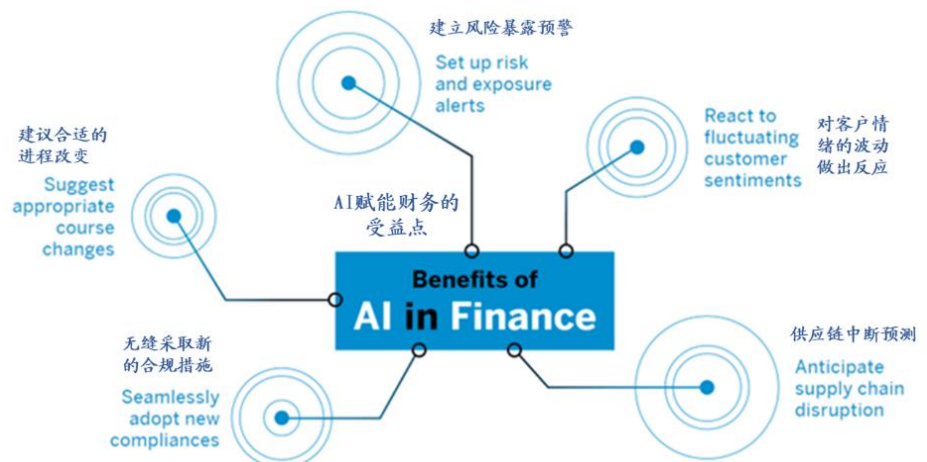 建立风险暴露预警
Set up risk
and exposure
alerts
React to
fluctuating
customer
sentiments
对客户情
绪的波动
做出反应
建议合适的
进程改变
Suggest
appropriate
course
changes
AI赋能财务的
受益点
Benefits of
AI in Finance
无缝采取新
的合规措施
Seamlessly
adopt new
compliances
供应链中断预测
Anticipate
supply chain
disruption